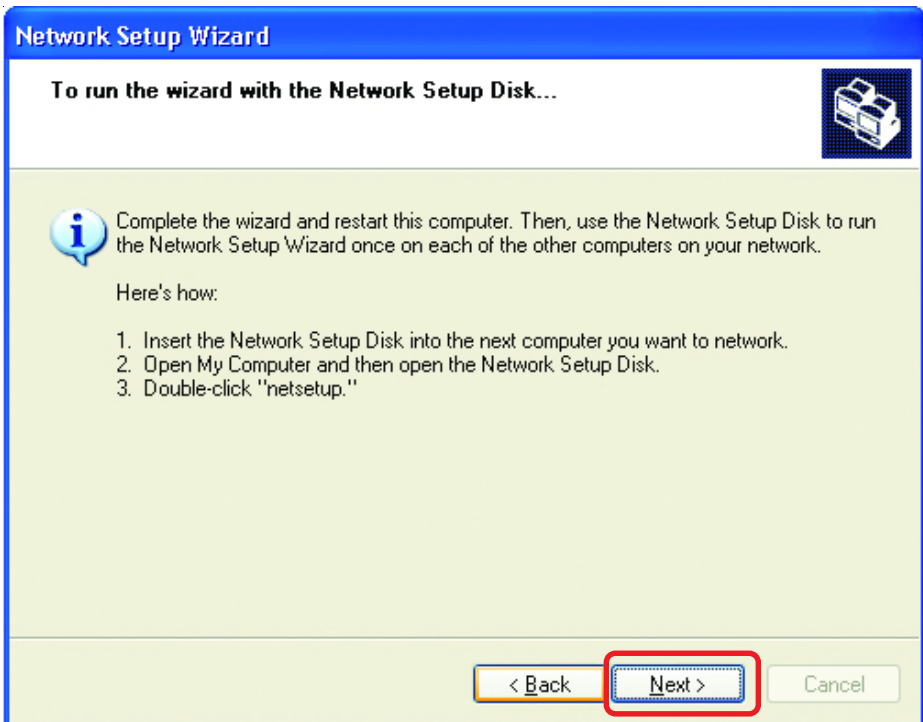 Network Setup Wizard
To run the wizard with the Network Setup Disk...
Complete the wizard and restart this computer. Then, use the Network Setup Disk to run
the Network Setup Wizard once on each of the other computers on your network.
Here's how:
1. Insert the Network Setup Disk into the next computer you want to network.
2. Open My Computer and then open the Network Setup Disk.
3. Double-click "netsetup."
< Back
Next >
Cancel